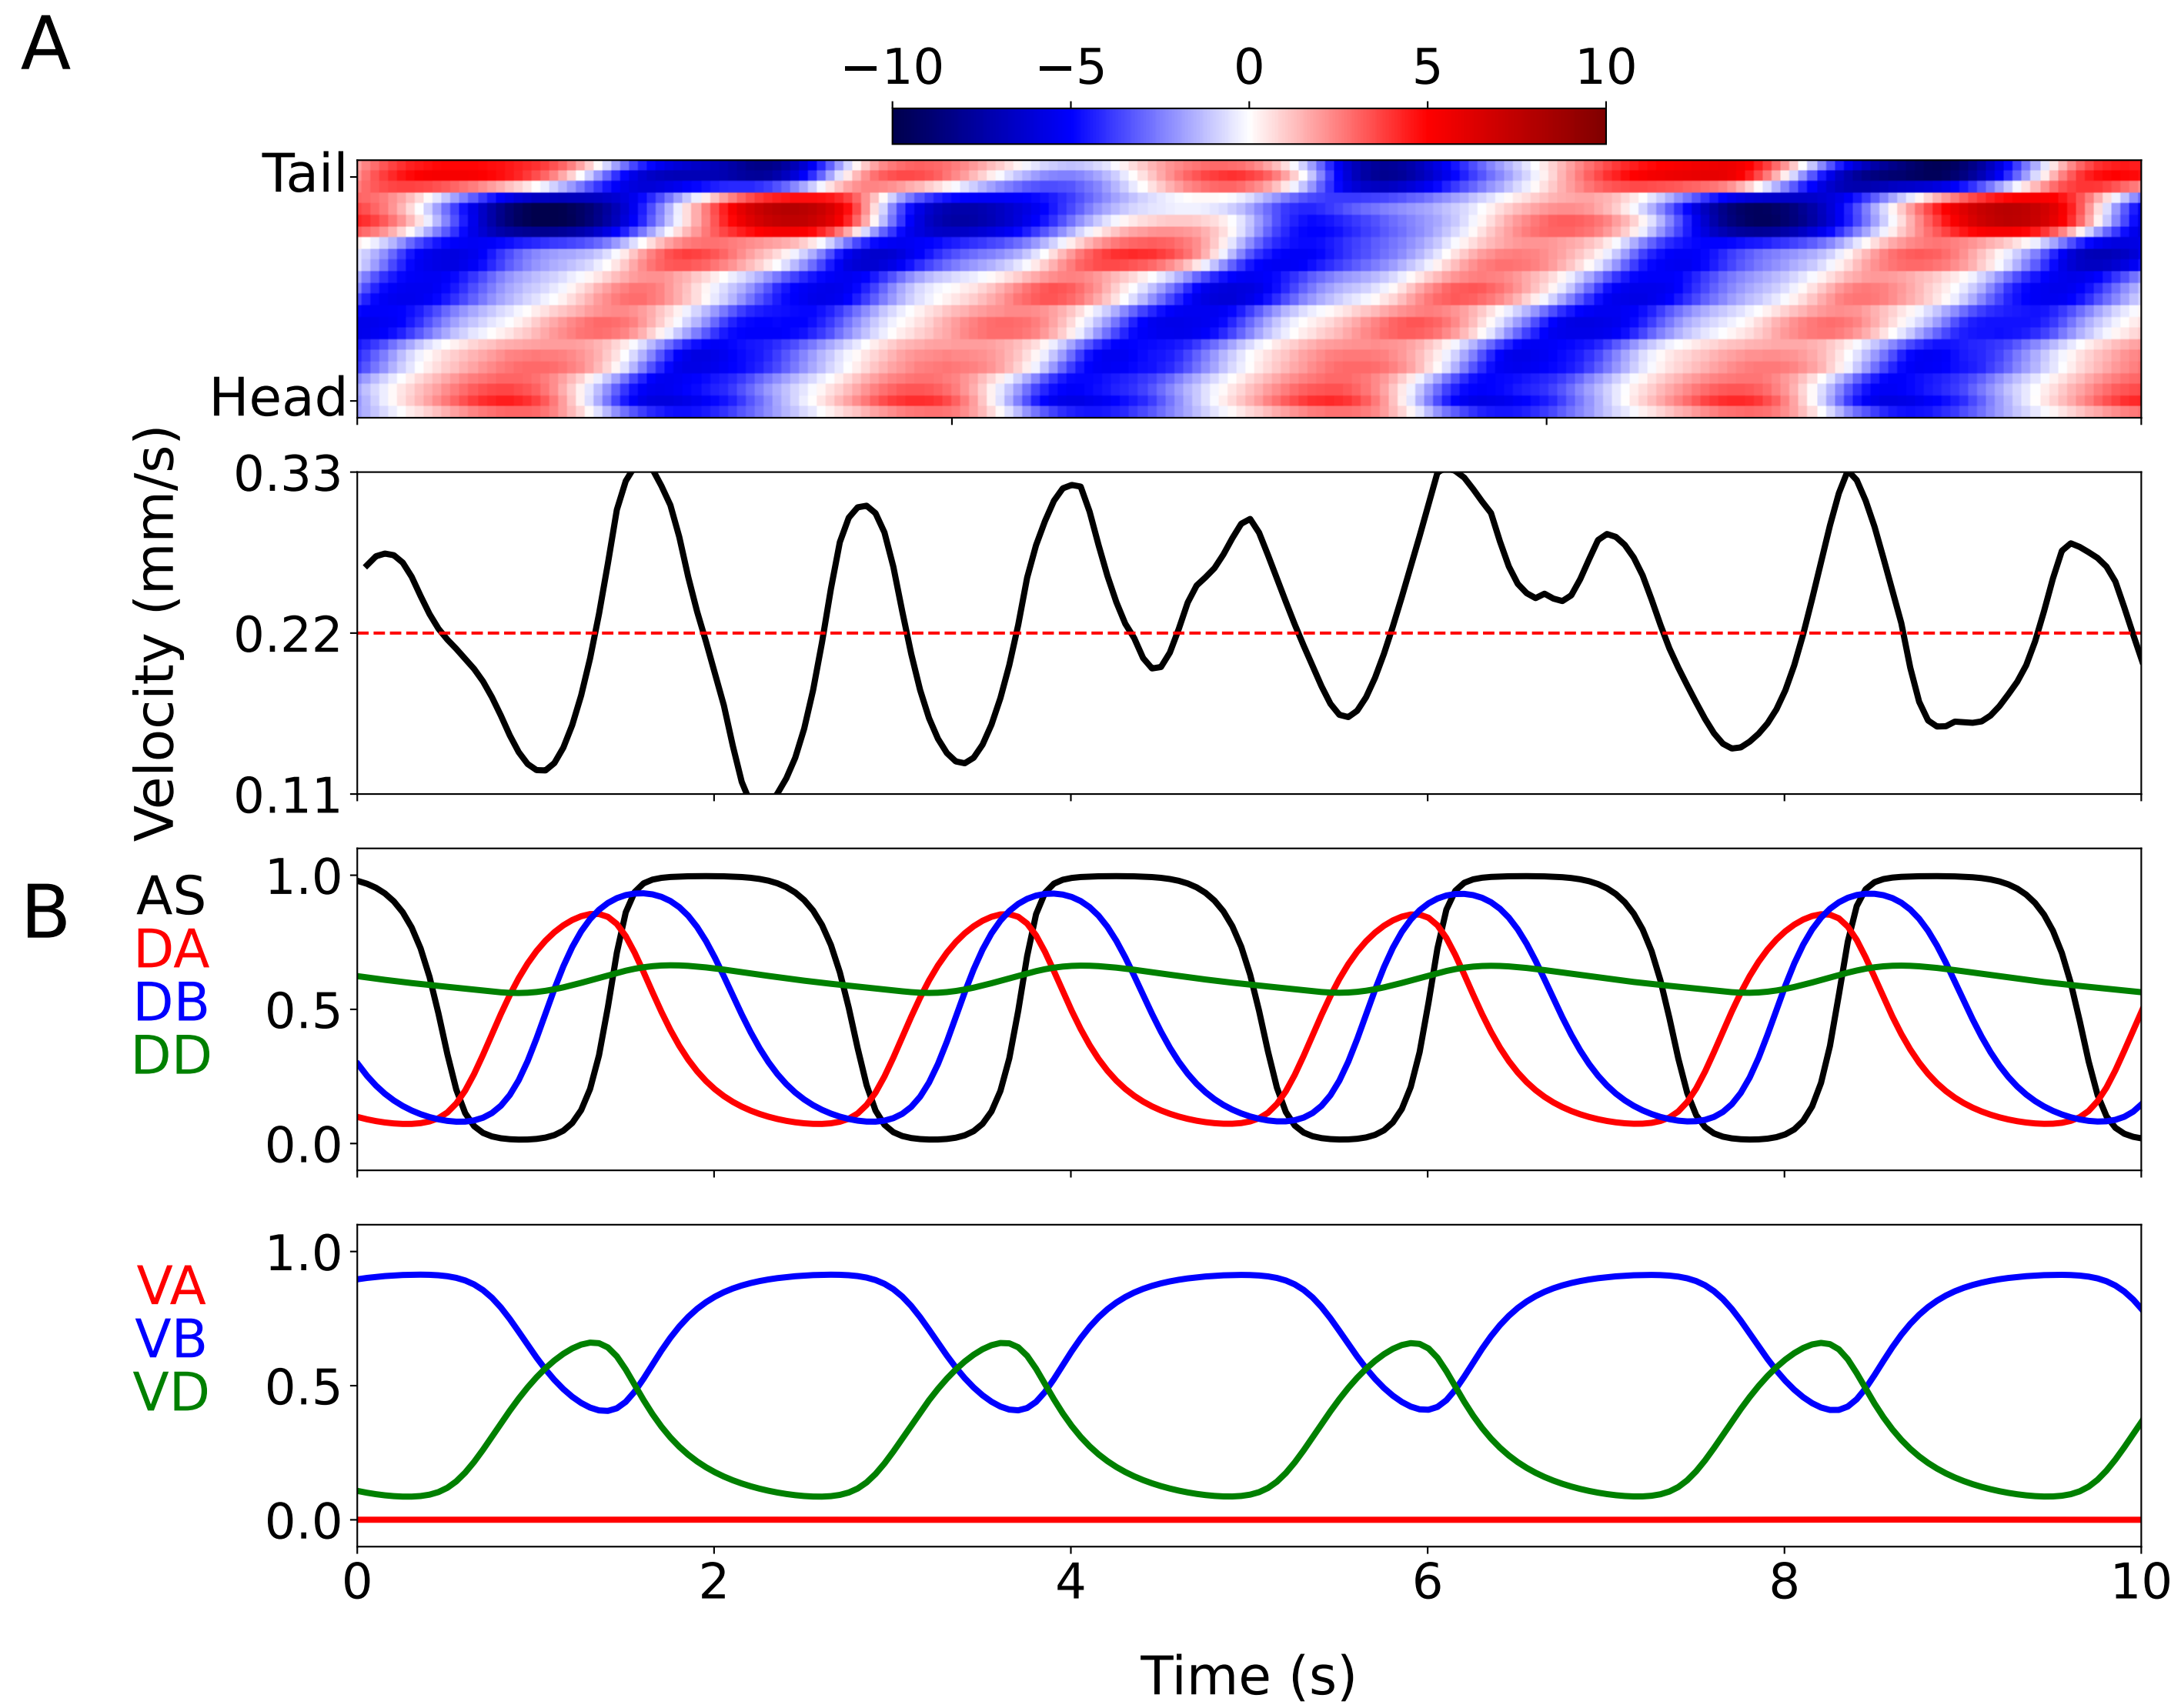 A
−10 −5 0 5 10
Tail
Head
Velocity (mm/s)
0.33
0.22
0.11
B
AS
DA
DB
DD
1.0
0.5
0.0
VA
VB
VD
1.0
0.5
0.0
0 2 4 6 8 10
Time (s)